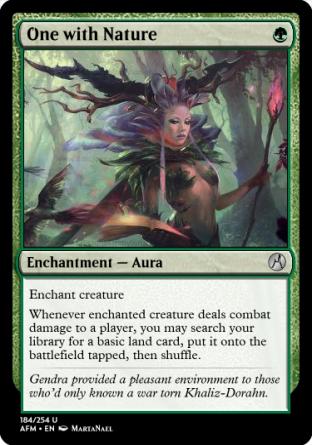 One with Nature
Enchantment — Aura
Enchant creature
Whenever enchanted creature deals combat
damage to a player, you may search your
library for a basic land card, put it onto the
battlefield tapped, then shuffle.
Gendra provided a pleasant environment to those
who'd only known a war torn Khaliz-Dorahn.
184/254 U
AFM • EN MartaNael